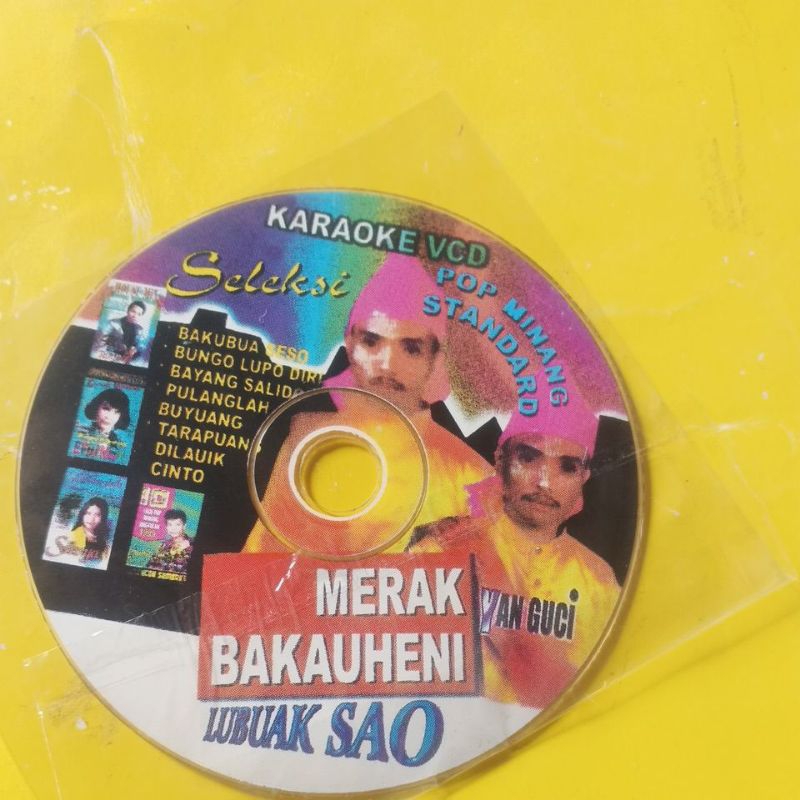 KARAOKE VCD
Seleksi
POP MINANG
STANDARD
BAKUBUA SESO
BUNGO LUPO DIRI
BAYANG SALIDO
PULANGLAH
BUYUANG
TARAPUANG
DILAUIK
CINTO
MERAK
BAKAUHENI
YAN GUCI
LUBUAK SAO